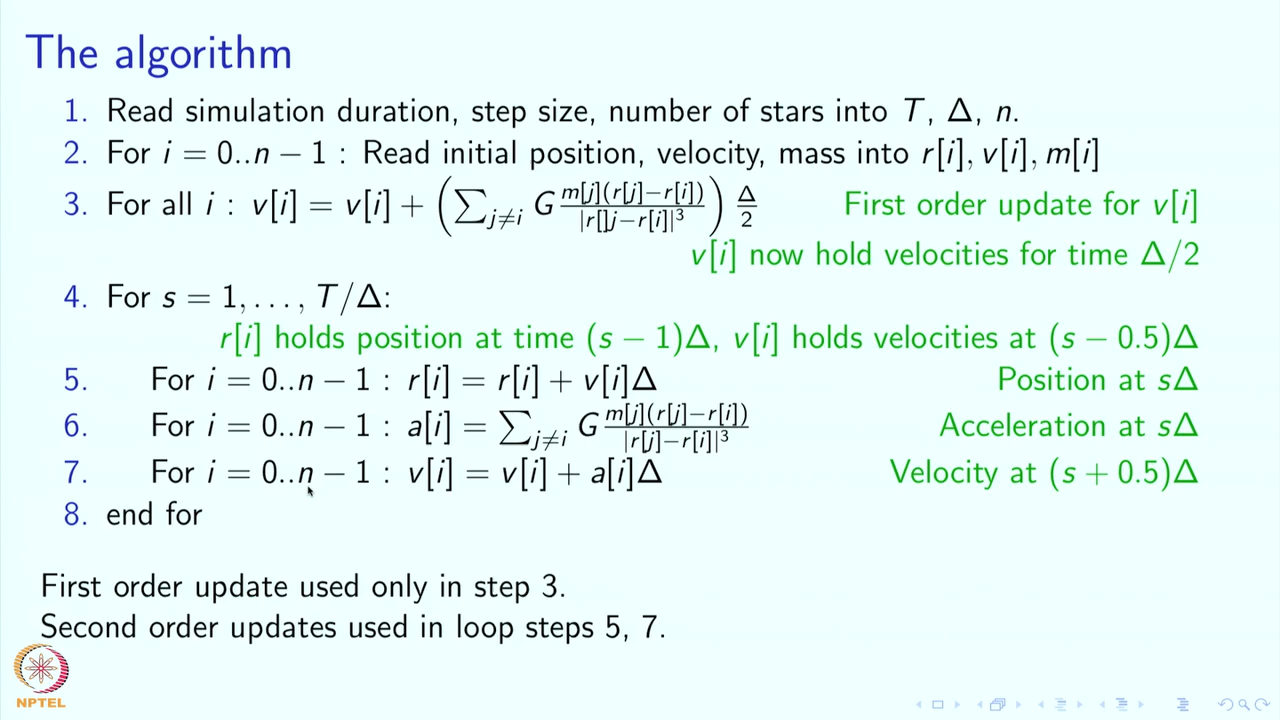 The algorithm
1. Read simulation duration, step size, number of stars into T, Δ, n.
2. For i = 0..n − 1 : Read initial position, velocity, mass into r[i], v[i], m[i]
3. For all i : v[i] = v[i] + (∑j≠i G m[j](r[j]−r[i]) / |r[]j−r[i]|³) Δ/2 First order update for v[i]
v[i] now hold velocities for time Δ/2
4. For s = 1, . . . , T/Δ:
r[i] holds position at time (s − 1)Δ, v[i] holds velocities at (s − 0.5)Δ
5. For i = 0..n − 1 : r[i] = r[i] + v[i]Δ Position at sΔ
6. For i = 0..n − 1 : a[i] = ∑j≠i G m[j](r[j]−r[i]) / |r[j]−r[i]|³ Acceleration at sΔ
7. For i = 0..n − 1 : v[i] = v[i] + a[i]Δ Velocity at (s + 0.5)Δ
8. end for
First order update used only in step 3.
Second order updates used in loop steps 5, 7.
NPTEL